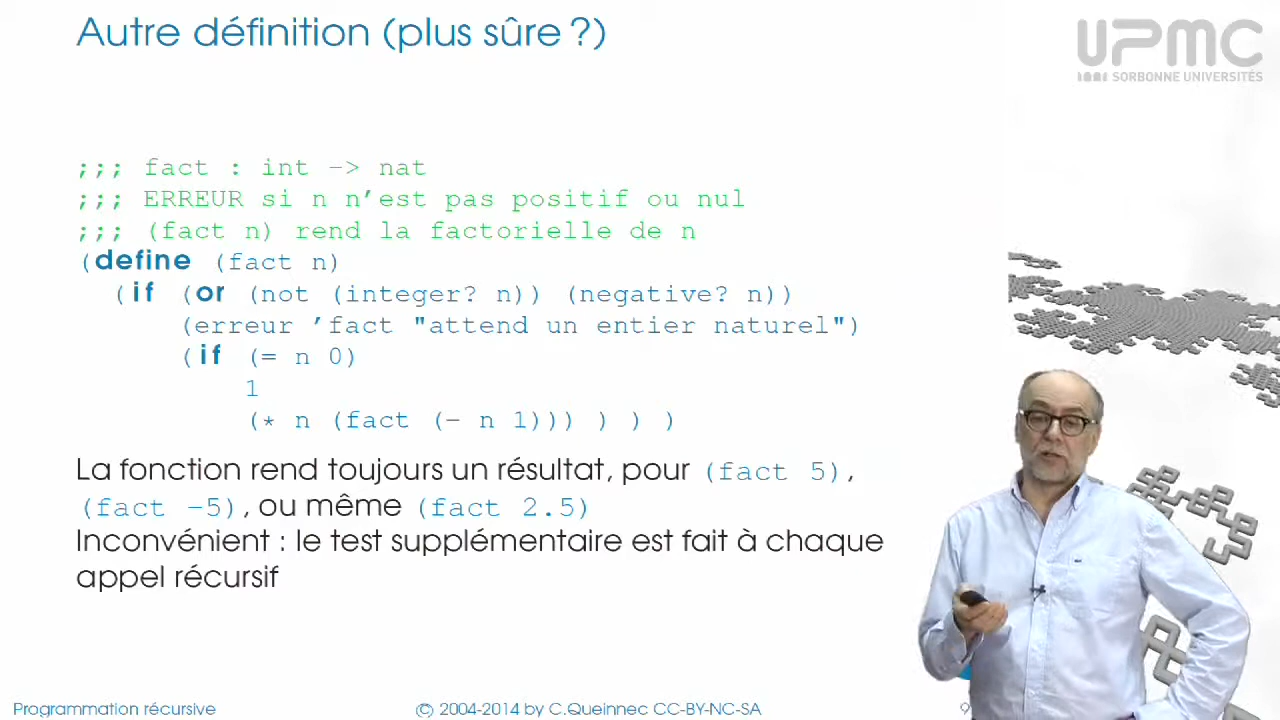 Autre définition (plus sûre ?)
UPMC
SORBONNE UNIVERSITÉS
;;; fact : int -> nat
;;; ERREUR si n n'est pas positif ou nul
;;; (fact n) rend la factorielle de n
(define (fact n)
(if (or (not (integer? n)) (negative? n))
(erreur 'fact "attend un entier naturel")
(if (= n 0)
1
(* n (fact (- n 1))) ) ) )
La fonction rend toujours un résultat, pour (fact 5),
(fact -5), ou même (fact 2.5)
Inconvénient : le test supplémentaire est fait à chaque
appel récursif
Programmation récursive
© 2004-2014 by C.Queinnec CC-BY-NC-SA
9